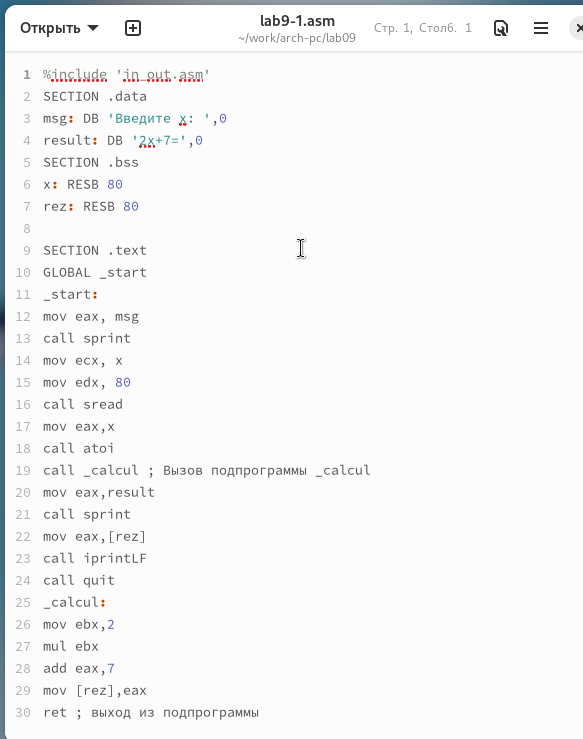 Открыть
lab9-1.asm
~/work/arch-pc/lab09
Стр. 1, Столб. 1
1 %include 'in_out.asm'
2 SECTION .data
3 msg: DB 'Введите x: ',0
4 result: DB '2x+7=',0
5 SECTION .bss
6 x: RESB 80
7 rez: RESB 80
8
9 SECTION .text
10 GLOBAL _start
11 _start:
12 mov eax, msg
13 call sprint
14 mov ecx, x
15 mov edx, 80
16 call sread
17 mov eax,x
18 call atoi
19 call _calcul ; Вызов подпрограммы _calcul
20 mov eax,result
21 call sprint
22 mov eax,[rez]
23 call iprintLF
24 call quit
25 _calcul:
26 mov ebx,2
27 mul ebx
28 add eax,7
29 mov [rez],eax
30 ret ; выход из подпрограммы